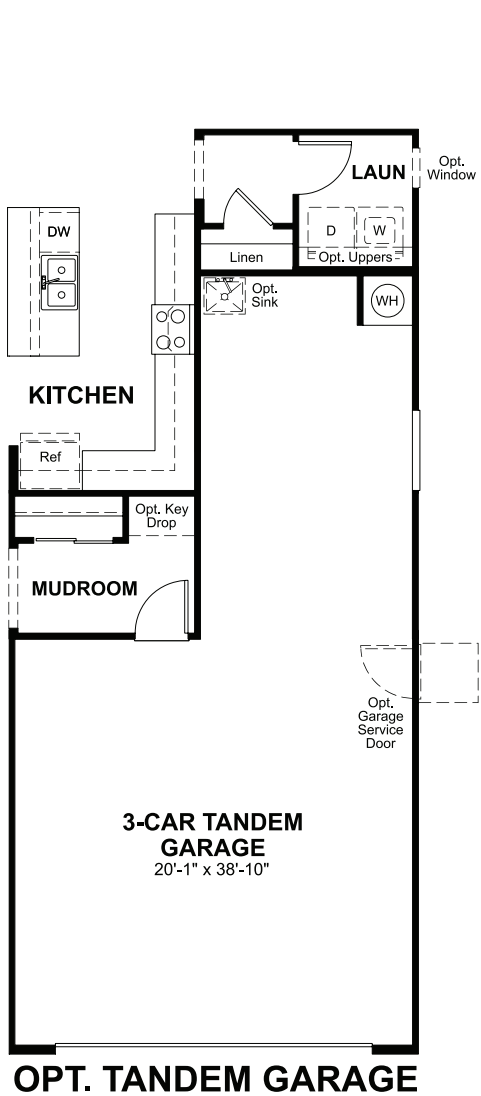 LAUN
Opt.
Window
DW
D
W
Linen
Opt. Uppers
Opt.
Sink
WH
KITCHEN
Ref
Opt. Key
Drop
MUDROOM
Opt.
Garage
Service
Door
3-CAR TANDEM
GARAGE
20'-1" x 38'-10"
OPT. TANDEM GARAGE